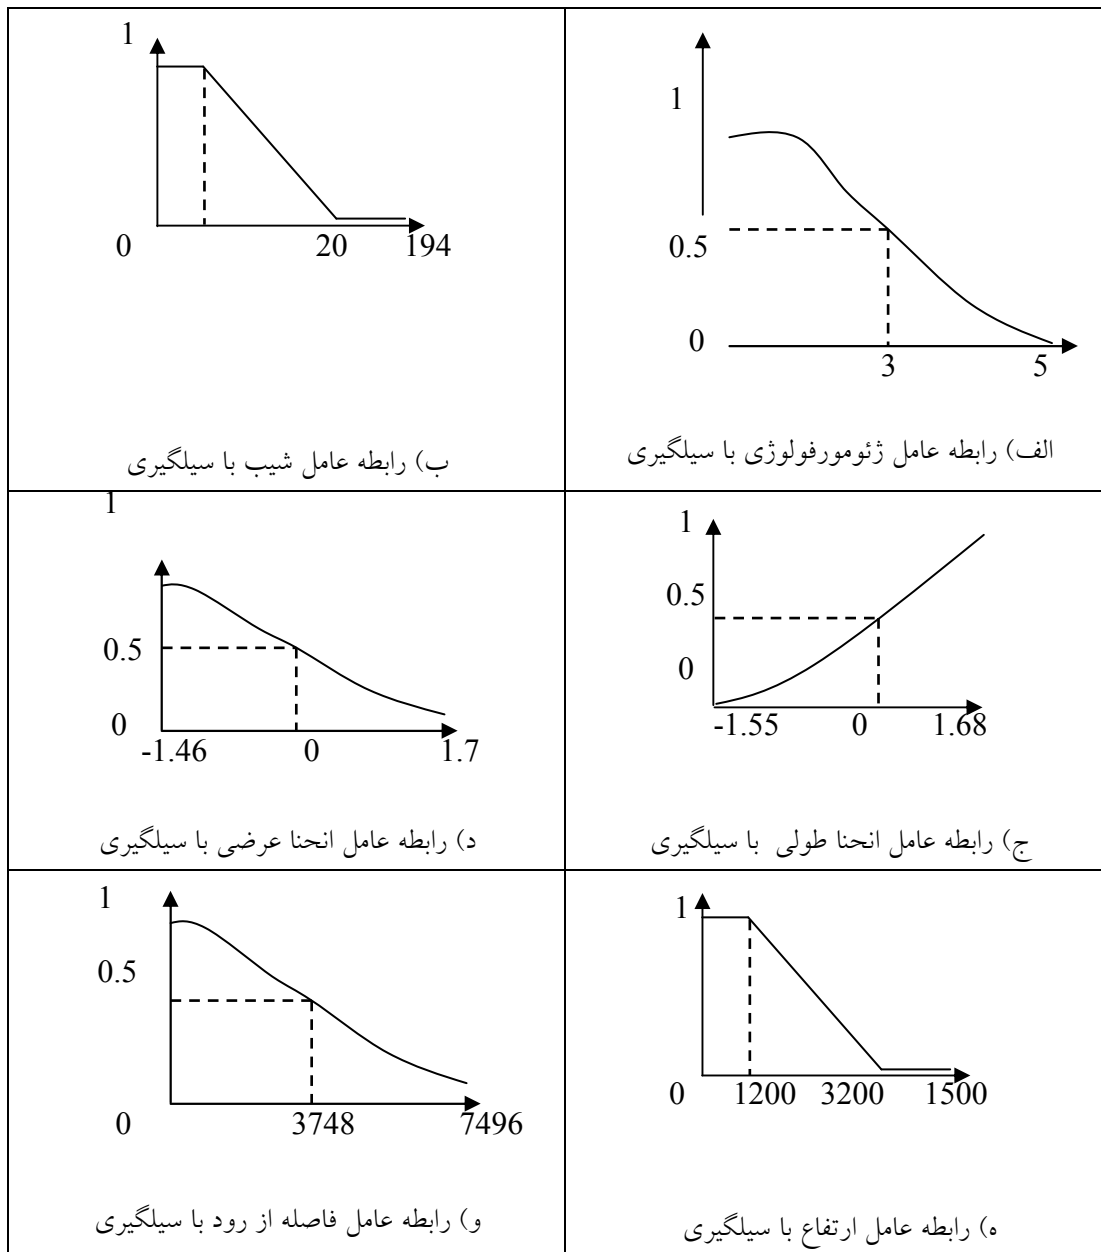 1
0.5
0
3 5
الف) رابطه عامل ژئومورفولوژی با سیلگیری
1
0 20 194
ب) رابطه عامل شیب با سیلگیری
1
0.5
0
-1.55 0 1.68
ج) رابطه عامل انحنا طولی با سیلگیری
1
0.5
0
-1.46 0 1.7
د) رابطه عامل انحنا عرضی با سیلگیری
1
0 1200 3200 1500
ه) رابطه عامل ارتفاع با سیلگیری
1
0.5
0 3748 7496
و) رابطه عامل فاصله از رود با سیلگیری